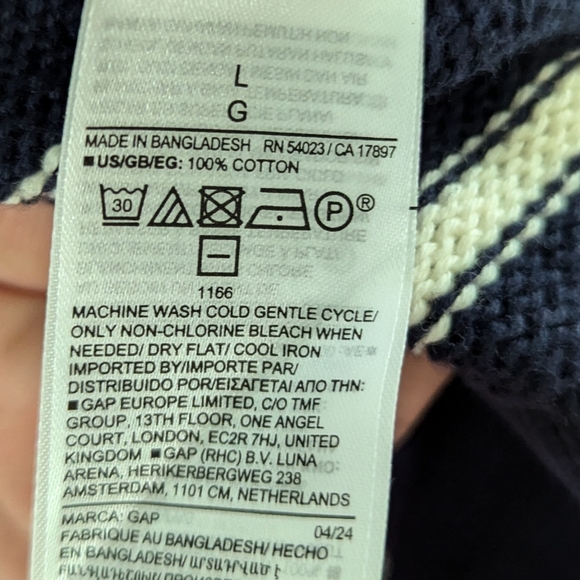 L
G
MADE IN BANGLADESH RN 54023 / CA 17897
■ US/GB/EG: 100% COTTON
30 P ®
1166
MACHINE WASH COLD GENTLE CYCLE/
ONLY NON-CHLORINE BLEACH WHEN
NEEDED/ DRY FLAT/ COOL IRON
IMPORTED BY/IMPORTE PAR/
DISTRIBUIDO POR/ΕΙΣΑΓΕΤΑΙ ΑΠΟ ΤΗΝ:
■ GAP EUROPE LIMITED, C/O TMF
GROUP, 13TH FLOOR, ONE ANGEL
COURT, LONDON, EC2R 7HJ, UNITED
KINGDOM ■ GAP (RHC) B.V. LUNA
ARENA, HERIKERBERGWEG 238
AMSTERDAM, 1101 CM, NETHERLANDS
MARCA: GAP 04/24
FABRIQUE AU BANGLADESH/ HECHO
EN BANGLADESH/ ԱՐՏԱԴՐՎԱԾ Է